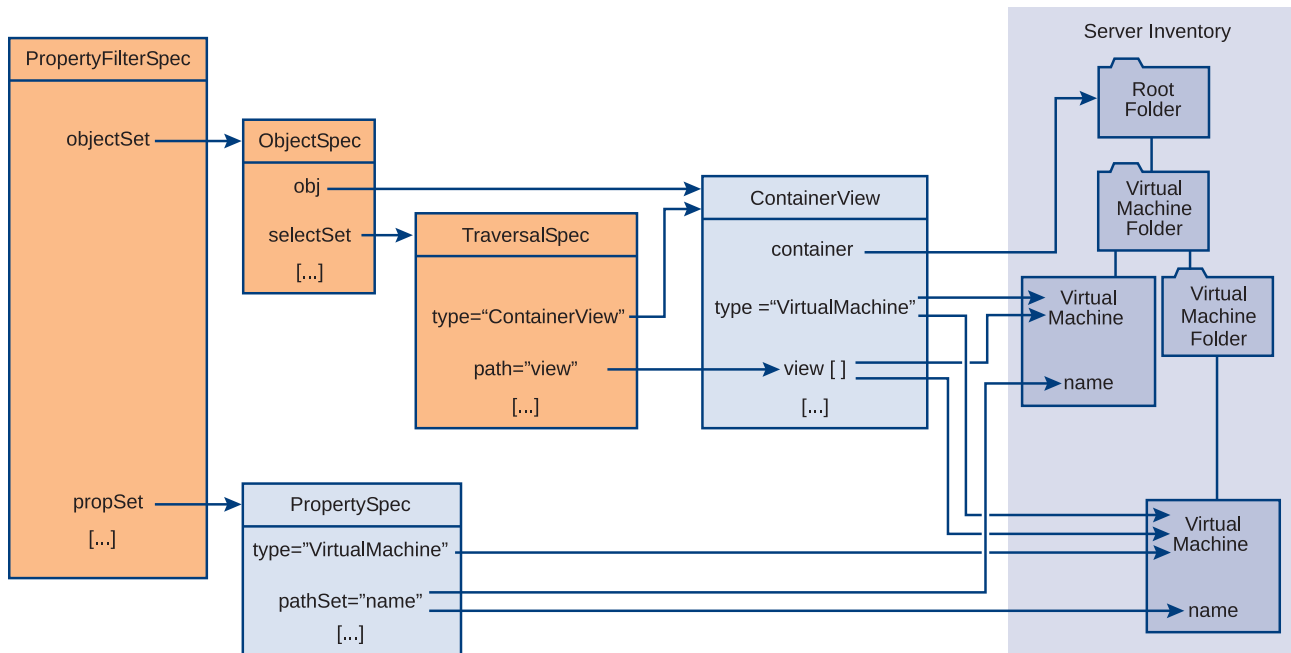 PropertyFilterSpec
objectSet
propSet
[...]
ObjectSpec
obj
selectSet
[...]
TraversalSpec
type=“ContainerView”
path=”view”
[...]
PropertySpec
type=”VirtualMachine”
pathSet=”name”
[...]
ContainerView
container
type =“VirtualMachine”
view [ ]
[...]
Server Inventory
Root
Folder
Virtual
Machine
Folder
Virtual
Machine
name
Virtual
Machine
Folder
Virtual
Machine
name